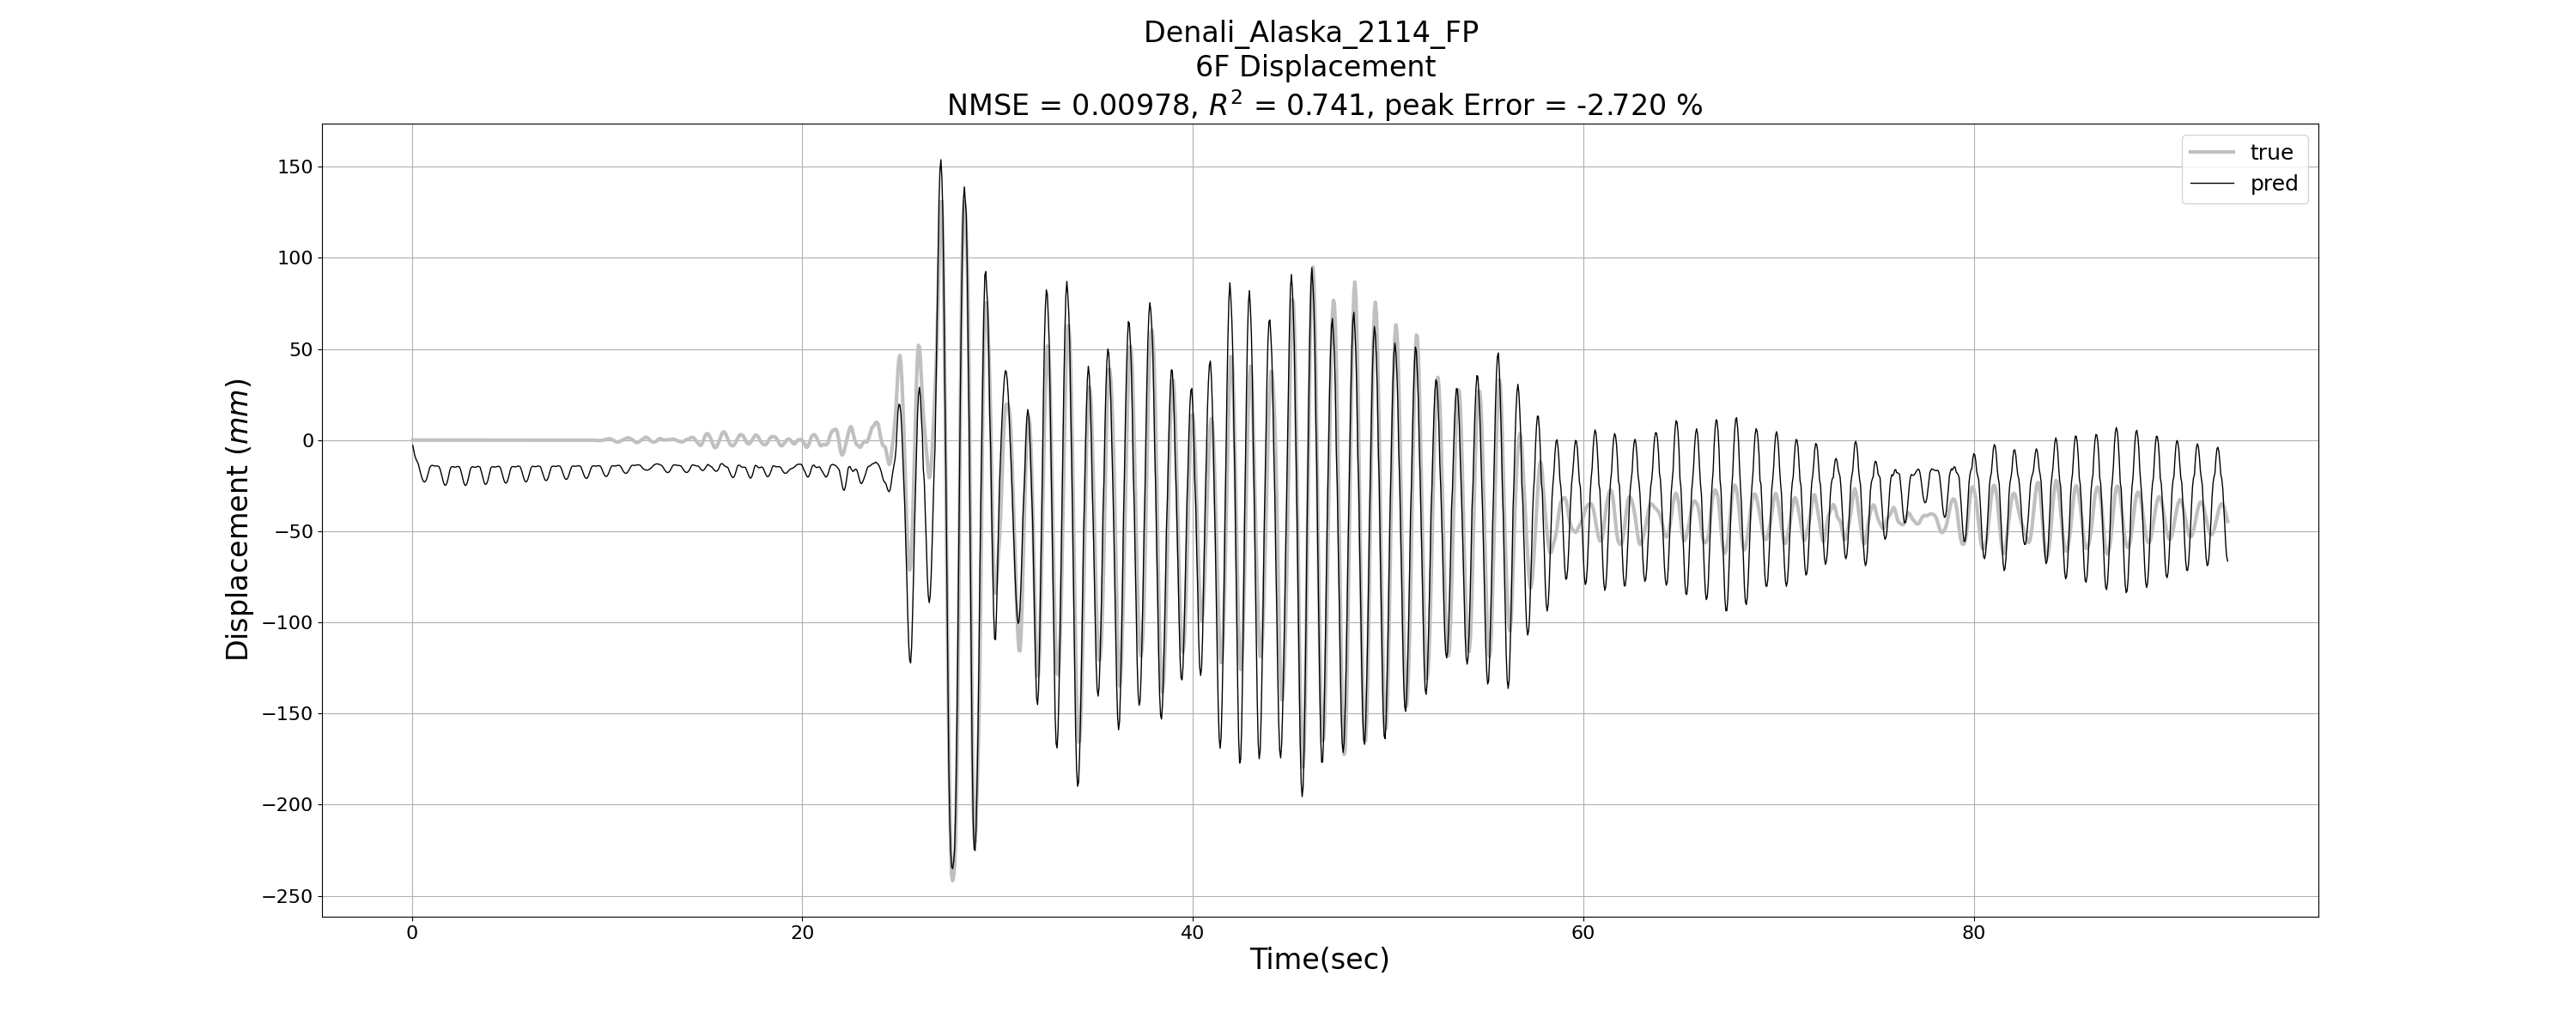 Denali_Alaska_2114_FP
6F Displacement
NMSE = 0.00978, R² = 0.741, peak Error = -2.720 %
true
pred
Displacement (mm)
150
100
50
0
−50
−100
−150
−200
−250
0 20 40 60 80
Time(sec)